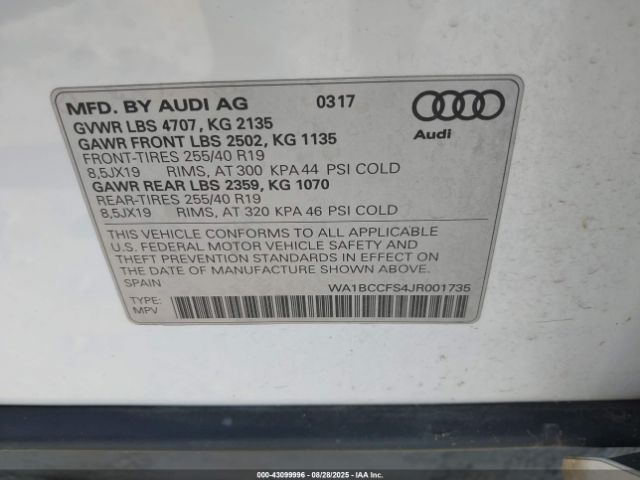 MFD. BY AUDI AG 0317
GVWR LBS 4707, KG 2135
GAWR FRONT LBS 2502, KG 1135
FRONT-TIRES 255/40 R19
8,5JX19 RIMS, AT 300 KPA 44 PSI COLD
GAWR REAR LBS 2359, KG 1070
REAR-TIRES 255/40 R19
8,5JX19 RIMS, AT 320 KPA 46 PSI COLD
Audi
THIS VEHICLE CONFORMS TO ALL APPLICABLE
U.S. FEDERAL MOTOR VEHICLE SAFETY AND
THEFT PREVENTION STANDARDS IN EFFECT ON
THE DATE OF MANUFACTURE SHOWN ABOVE.
SPAIN WA1BCCFS4JR001735
TYPE:
MPV
000-43099996 - 08/28/2025 - IAA Inc.